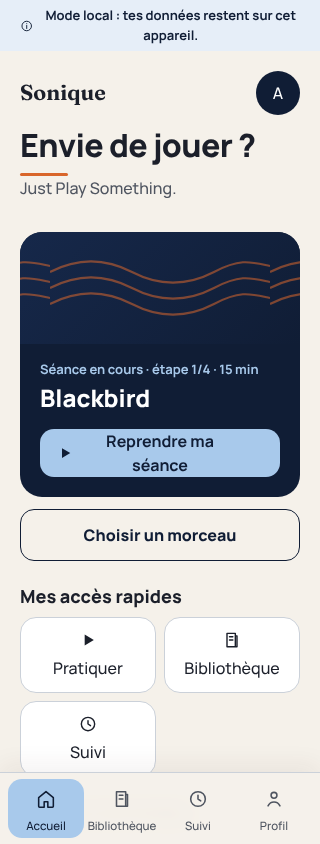 Mode local : tes données restent sur cet
appareil.
Sonique
A
Envie de jouer ?
Just Play Something.
Séance en cours · étape 1/4 · 15 min
Blackbird
Reprendre ma
séance
Choisir un morceau
Mes accès rapides
Pratiquer
Bibliothèque
Suivi
Accueil
Bibliothèque
Suivi
Profil